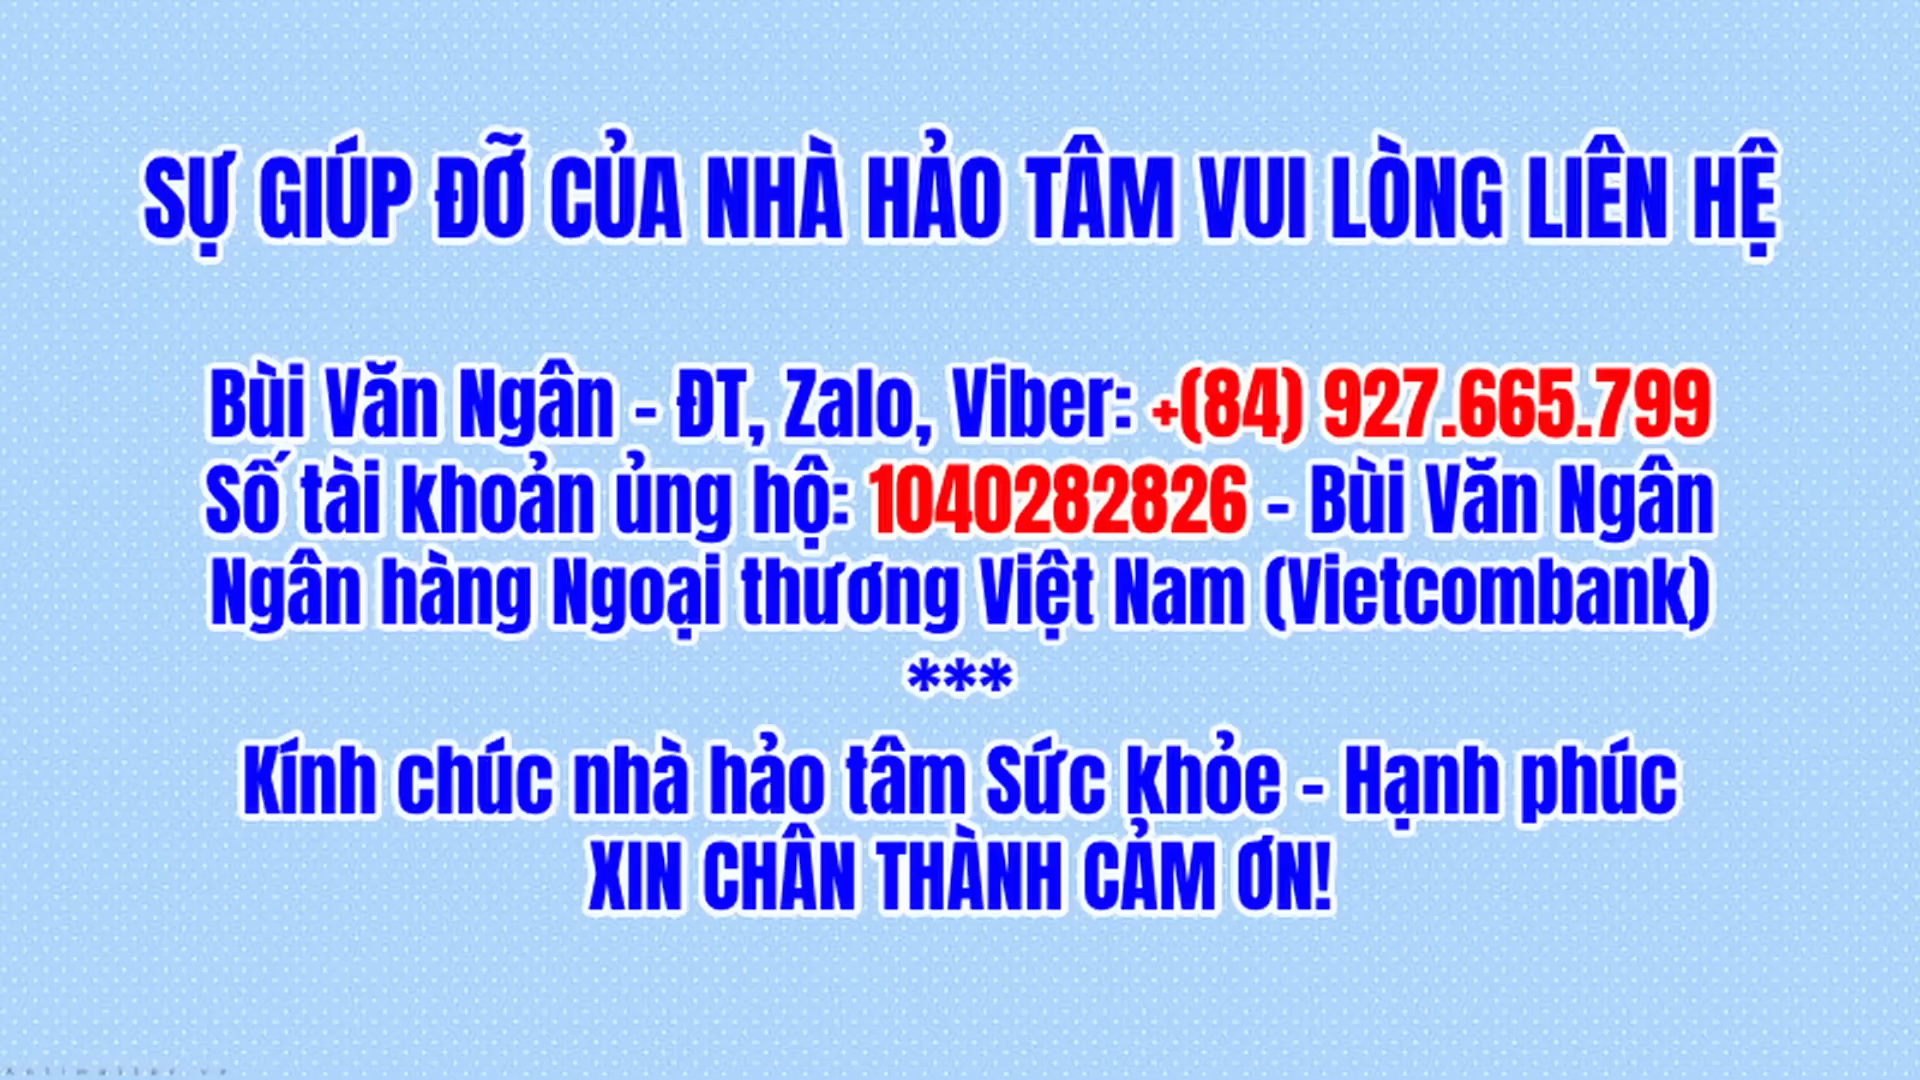 SỰ GIÚP ĐỠ CỦA NHÀ HẢO TÂM VUI LÒNG LIÊN HỆ
Bùi Văn Ngân - ĐT, Zalo, Viber: +(84) 927.665.799
Số tài khoản ủng hộ: 1040282826 - Bùi Văn Ngân
Ngân hàng Ngoại thương Việt Nam (Vietcombank)
***
Kính chúc nhà hảo tâm Sức khỏe - Hạnh phúc
XIN CHÂN THÀNH CẢM ƠN!